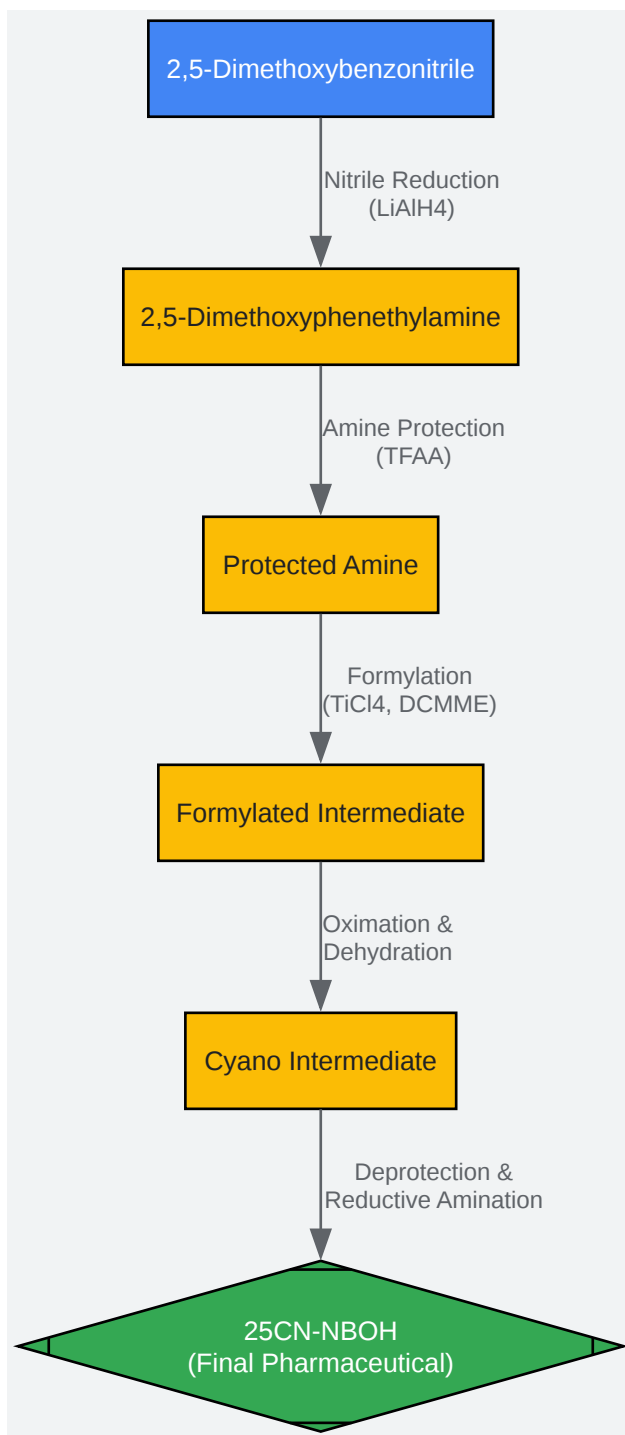 2,5-Dimethoxybenzonitrile
Nitrile Reduction
(LiAlH4)
2,5-Dimethoxyphenethylamine
Amine Protection
(TFAA)
Protected Amine
Formylation
(TiCl4, DCMME)
Formylated Intermediate
Oximation &
Dehydration
Cyano Intermediate
Deprotection &
Reductive Amination
25CN-NBOH
(Final Pharmaceutical)